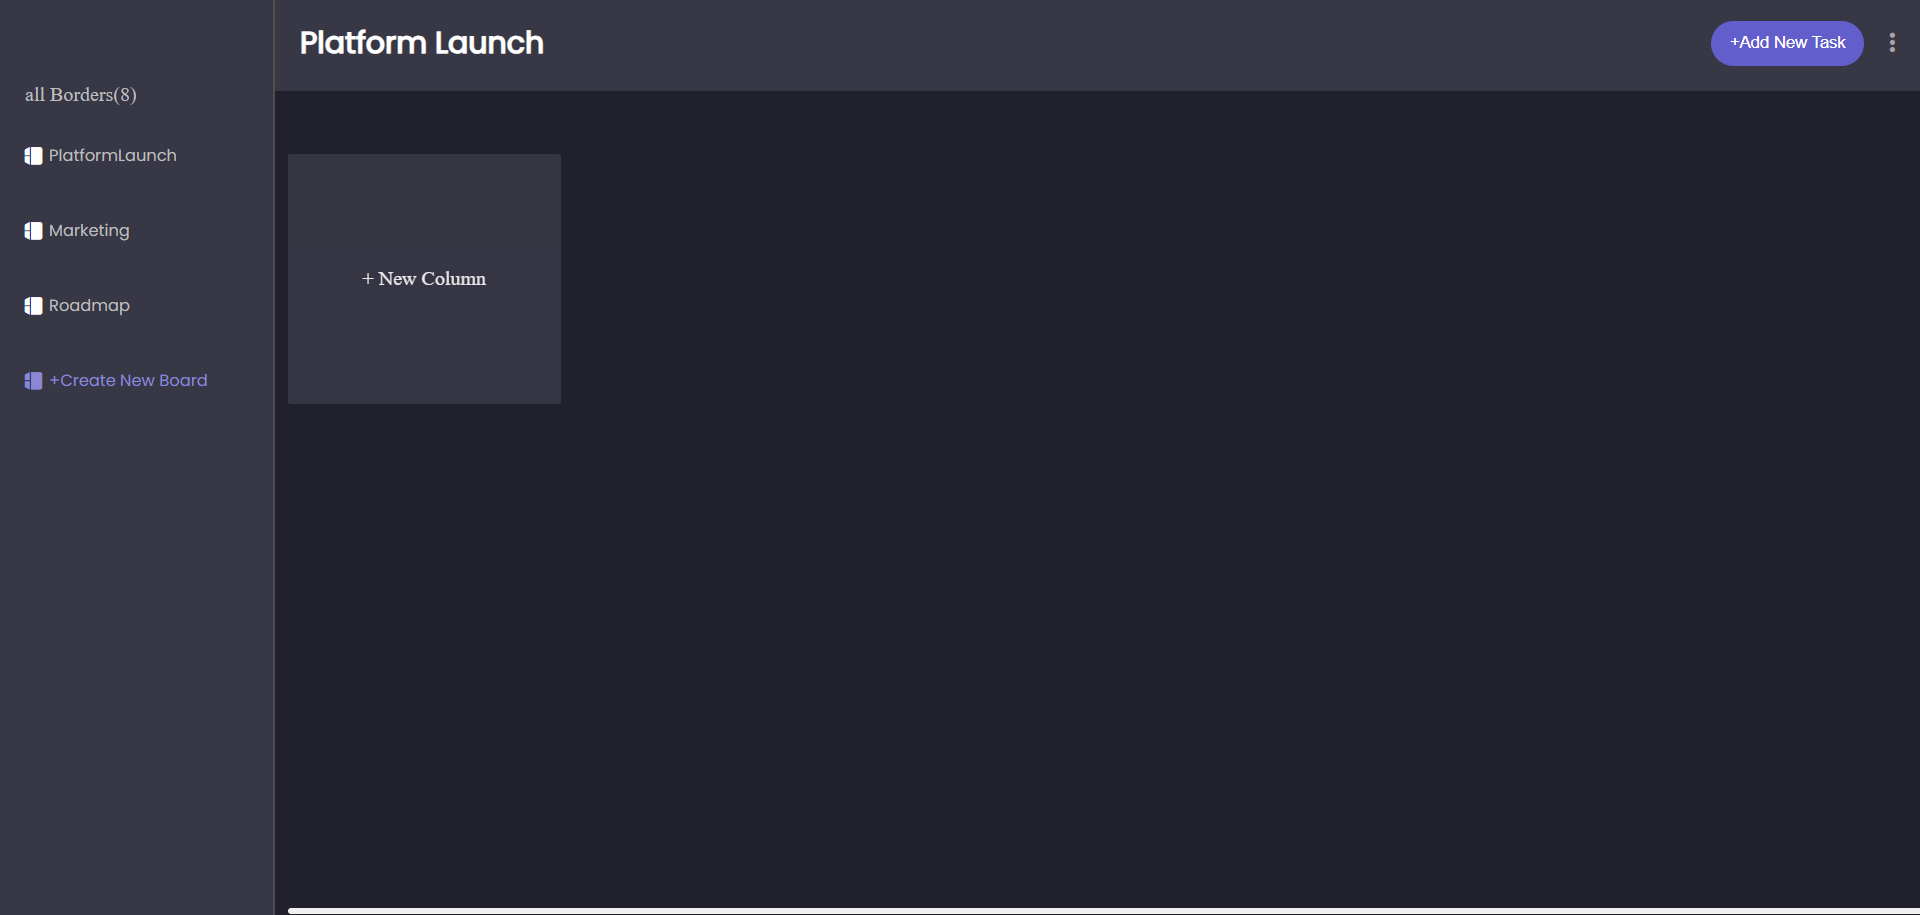 Platform Launch
+Add New Task
all Borders(8)
PlatformLaunch
Marketing
Roadmap
+Create New Board
+ New Column